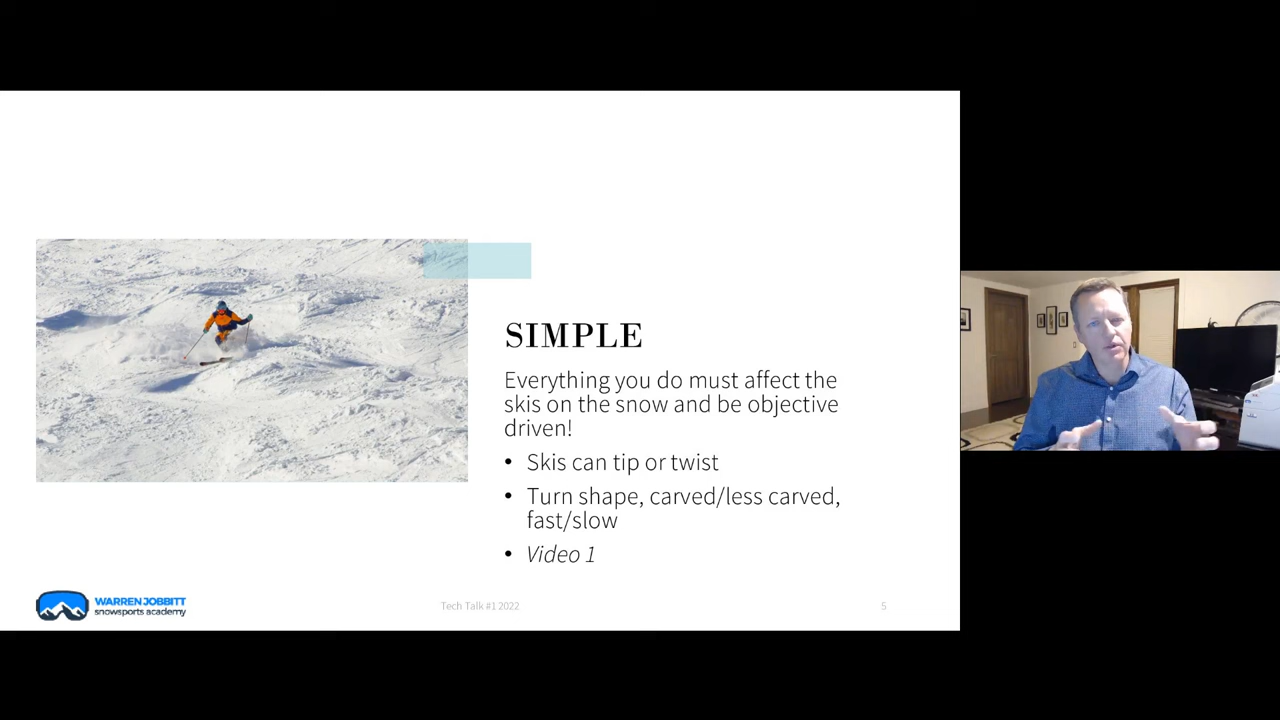 SIMPLE
Everything you do must affect the
skis on the snow and be objective
driven!
• Skis can tip or twist
• Turn shape, carved/less carved,
fast/slow
• Video 1
WARREN JOBBITT
snowsports academy
Tech Talk #1 2022
5